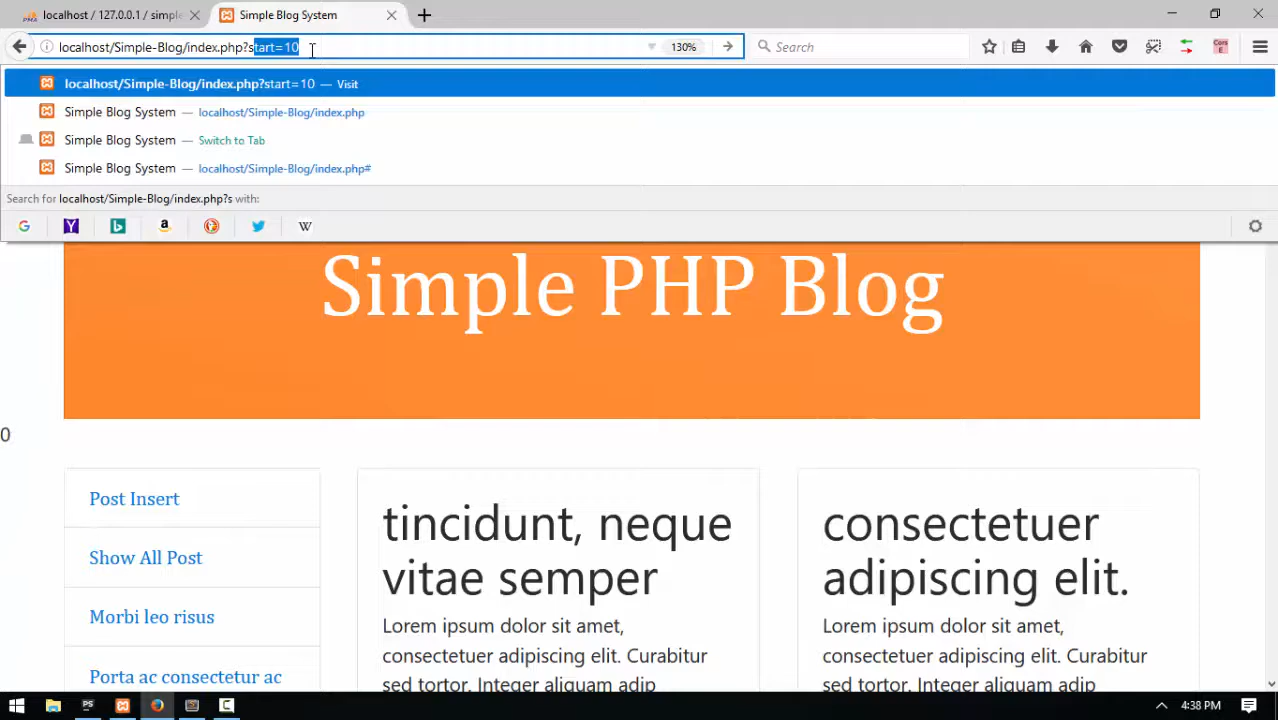 localhost / 127.0.0.1 / simple
Simple Blog System
localhost/Simple-Blog/index.php?start=10
130%
Search
localhost/Simple-Blog/index.php?start=10 — Visit
Simple Blog System — localhost/Simple-Blog/index.php
Simple Blog System — Switch to Tab
Simple Blog System — localhost/Simple-Blog/index.php#
Search for localhost/Simple-Blog/index.php?s with:
Simple PHP Blog
0
Post Insert
Show All Post
Morbi leo risus
Porta ac consectetur ac
tincidunt, neque
vitae semper
Lorem ipsum dolor sit amet,
consectetuer adipiscing elit. Curabitur
sed tortor. Integer aliquam adip
consectetuer
adipiscing elit.
Lorem ipsum dolor sit amet,
consectetuer adipiscing elit. Curabitur
sed tortor. Integer aliquam adip
4:38 PM